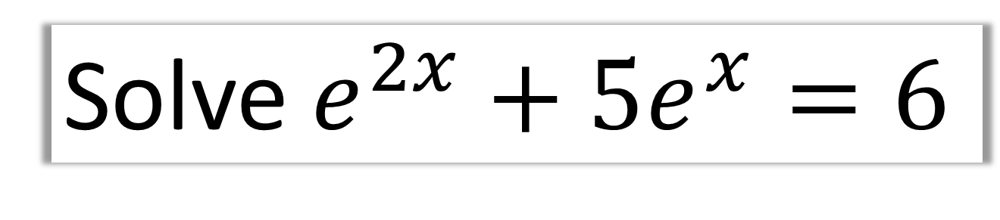 Solve $e^{2x} + 5e^{x} = 6$